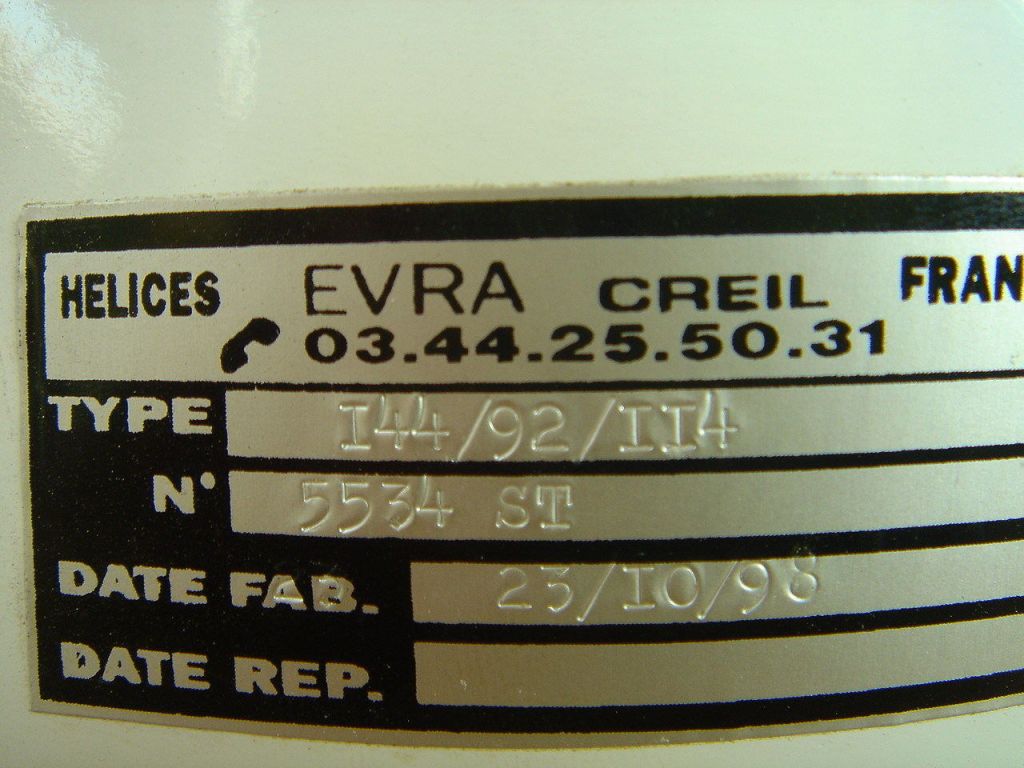 HELICES EVRA CREIL FRAN
03.44.25.50.31
TYPE I44/92/II4
N° 5534 ST
DATE FAB. 23/IO/98
DATE REP.